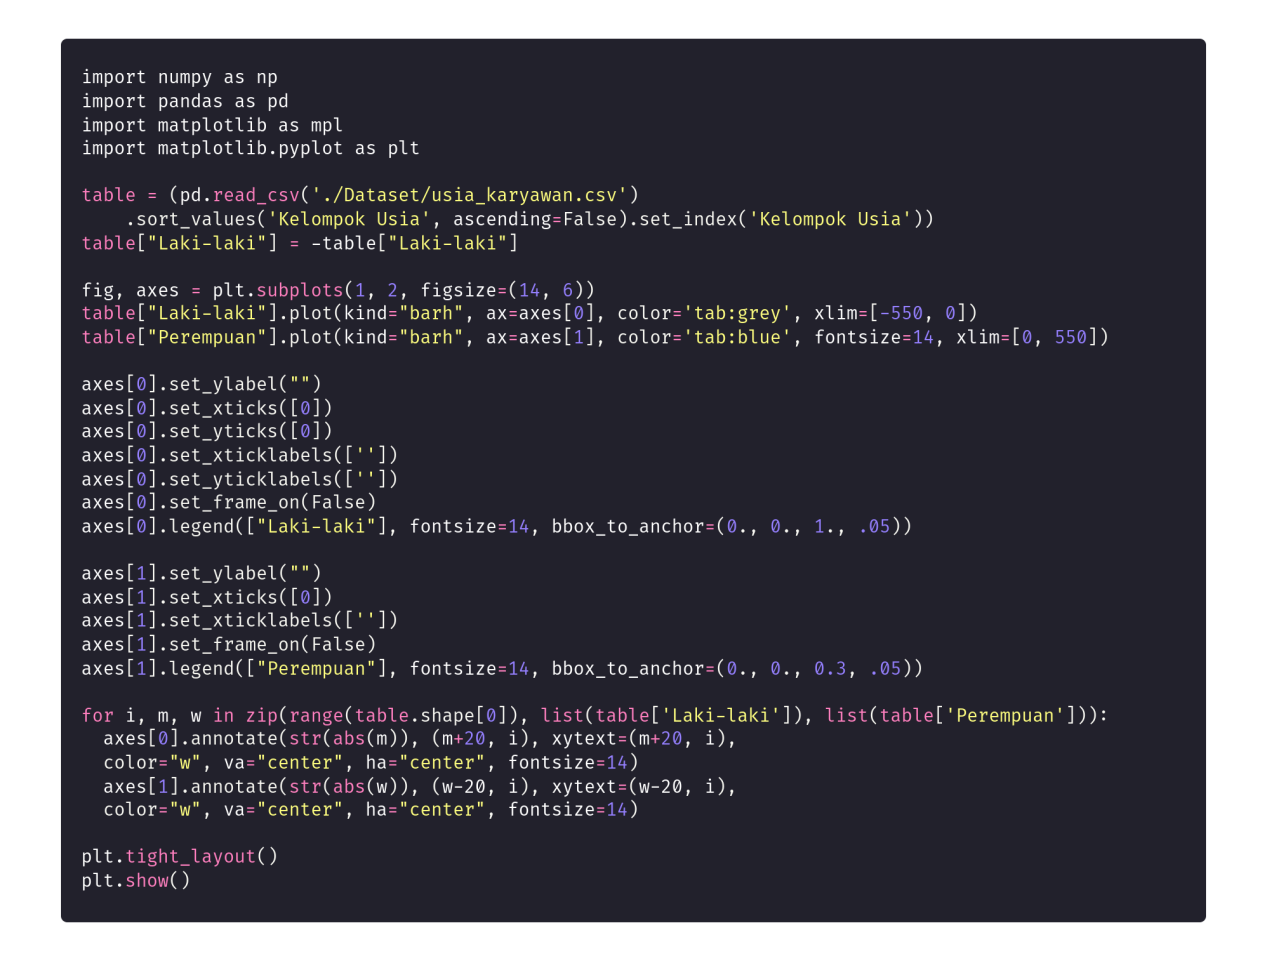 import numpy as np
import pandas as pd
import matplotlib as mpl
import matplotlib.pyplot as plt

table = (pd.read_csv('./Dataset/usia_karyawan.csv')
    .sort_values('Kelompok Usia', ascending=False).set_index('Kelompok Usia'))
table["Laki-laki"] = -table["Laki-laki"]

fig, axes = plt.subplots(1, 2, figsize=(14, 6))
table["Laki-laki"].plot(kind="barh", ax=axes[0], color='tab:grey', xlim=[-550, 0])
table["Perempuan"].plot(kind="barh", ax=axes[1], color='tab:blue', fontsize=14, xlim=[0, 550])

axes[0].set_ylabel("")
axes[0].set_xticks([0])
axes[0].set_yticks([0])
axes[0].set_xticklabels([''])
axes[0].set_yticklabels([''])
axes[0].set_frame_on(False)
axes[0].legend(["Laki-laki"], fontsize=14, bbox_to_anchor=(0., 0., 1., .05))

axes[1].set_ylabel("")
axes[1].set_xticks([0])
axes[1].set_xticklabels([''])
axes[1].set_frame_on(False)
axes[1].legend(["Perempuan"], fontsize=14, bbox_to_anchor=(0., 0., 0.3, .05))

for i, m, w in zip(range(table.shape[0]), list(table['Laki-laki']), list(table['Perempuan'])):
  axes[0].annotate(str(abs(m)), (m+20, i), xytext=(m+20, i),
  color="w", va="center", ha="center", fontsize=14)
  axes[1].annotate(str(abs(w)), (w-20, i), xytext=(w-20, i),
  color="w", va="center", ha="center", fontsize=14)

plt.tight_layout()
plt.show()